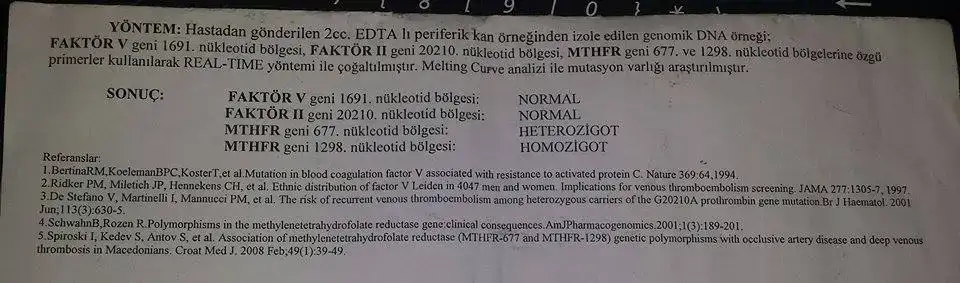 YÖNTEM: Hastadan gönderilen 2cc. EDTA lı periferik kan örneğinden izole edilen genomik DNA örneği;
FAKTÖR V geni 1691. nükleotid bölgesi, FAKTÖR II geni 20210. nükleotid bölgesi, MTHFR geni 677. ve 1298. nükleotid bölgelerine özgü
primerler kullanılarak REAL-TIME yöntemi ile çoğaltılmıştır. Melting Curve analizi ile mutasyon varlığı araştırılmıştır.
SONUÇ: FAKTÖR V geni 1691. nükleotid bölgesi: NORMAL
FAKTÖR II geni 20210. nükleotid bölgesi: NORMAL
MTHFR geni 677. nükleotid bölgesi: HETEROZİGOT
MTHFR geni 1298. nükleotid bölgesi: HOMOZİGOT
Referanslar:
1.BertinaRM,KoelemanBPC,KosterT,et al.Mutation in blood coagulation factor V associated with resistance to activated protein C. Nature 369:64,1994.
2.Ridker PM, Miletich JP, Hennekens CH, et al. Ethnic distribution of factor V Leiden in 4047 men and women. Implications for venous thromboembolism screening. JAMA 277:1305-7, 1997.
3.De Stefano V, Martinelli I, Mannucci PM, et al. The risk of recurrent venous thromboembolism among heterozygous carriers of the G20210A prothrombin gene mutation.Br J Haematol. 2001
Jun;113(3):630-5.
4.SchwahnB,Rozen R.Polymorphisms in the methylenetetrahydrofolate reductase gene:clinical consequences.AmJPharmacogenomics.2001;1(3):189-201.
5.Spiroski I, Kedev S, Antov S, et al. Association of methylenetetrahydrofolate reductase (MTHFR-677 and MTHFR-1298) genetic polymorphisms with occlusive artery disease and deep venous
thrombosis in Macedonians. Croat Med J. 2008 Feb;49(1):39-49.